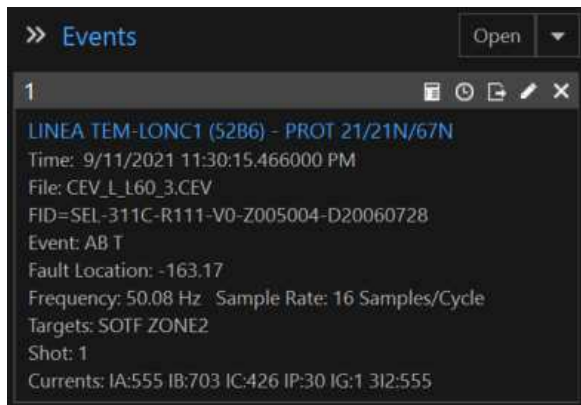 Events
Open
1
LINEA TEM-LONC1 (52B6) - PROT 21/21N/67N
Time: 9/11/2021 11:30:15.466000 PM
File: CEV_L_L60_3.CEV
FID=SEL-311C-R111-V0-Z005004-D20060728
Event: AB T
Fault Location: -163.17
Frequency: 50.08 Hz Sample Rate: 16 Samples/Cycle
Targets: SOTF ZONE2
Shot: 1
Currents: IA:555 IB:703 IC:426 IP:30 IG:1 3I2:555